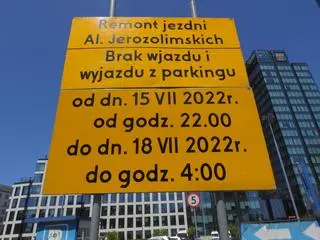 Remont jezdni
Al. Jerozolimskich
Brak wjazdu i
wyjazdu z parkingu
od dn. 15 VII 2022r.
od godz. 22.00
do dn. 18 VII 2022r.
do godz. 4:00
5